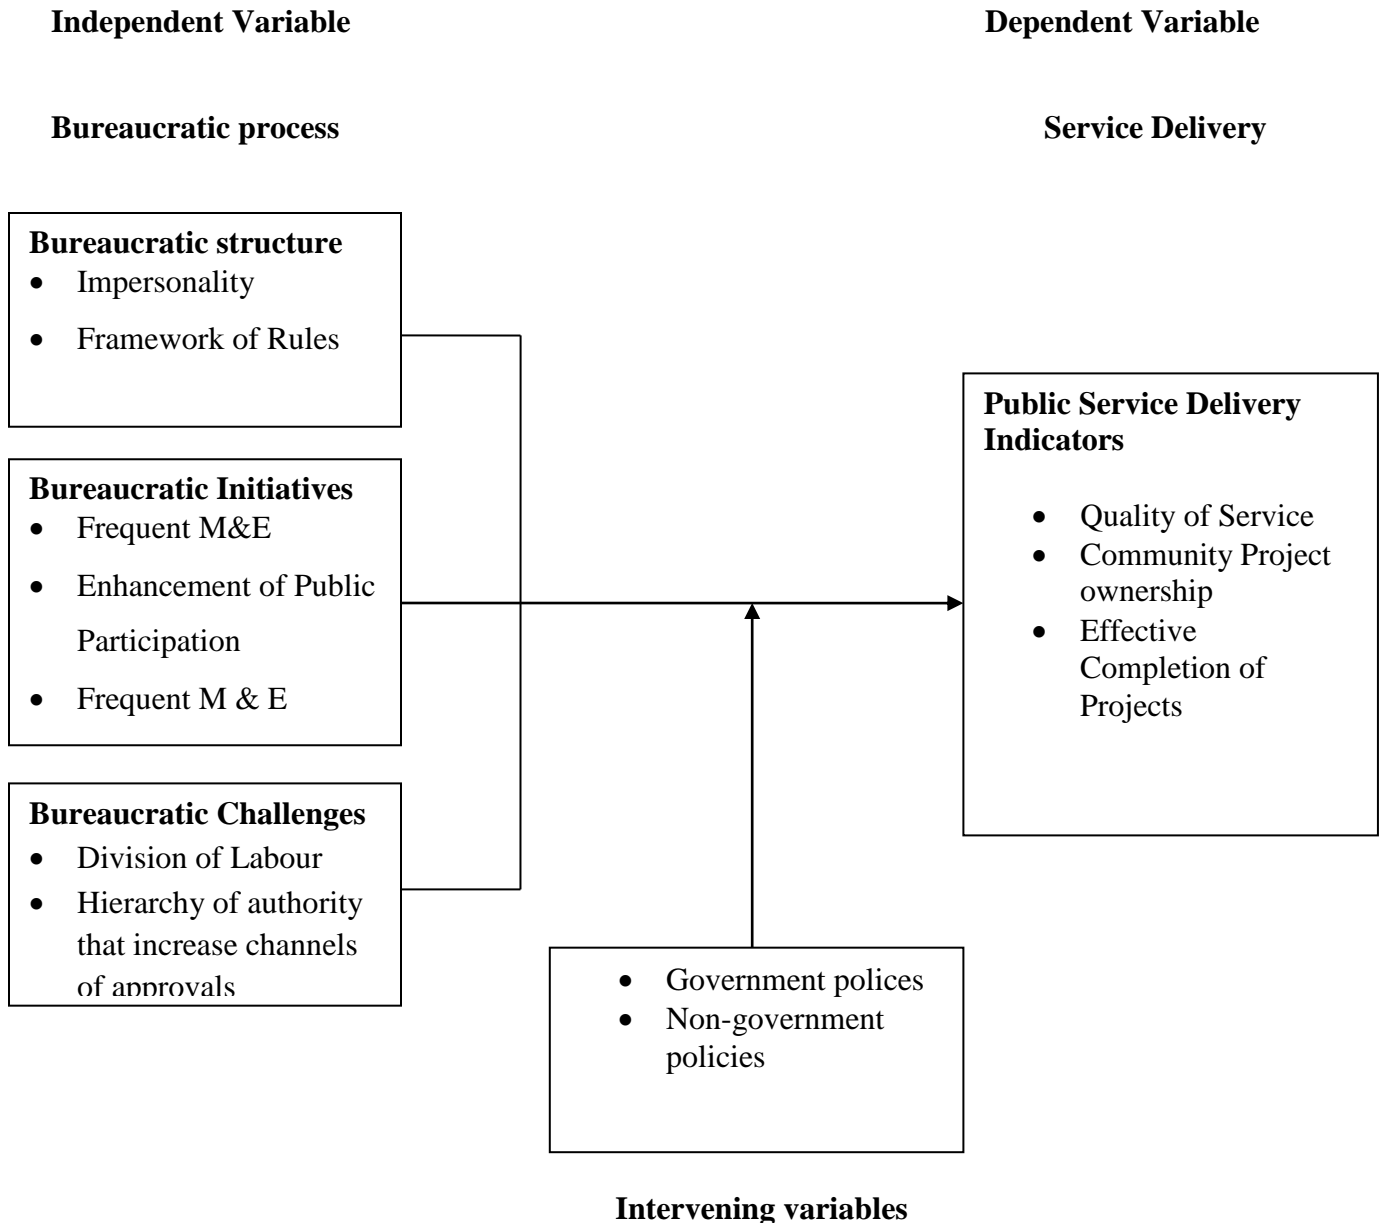 Independent Variable
Dependent Variable
Bureaucratic process
Service Delivery
Bureaucratic structure
• Impersonality
• Framework of Rules
Bureaucratic Initiatives
• Frequent M&E
• Enhancement of Public
Participation
• Frequent M & E
Bureaucratic Challenges
• Division of Labour
• Hierarchy of authority
that increase channels
of approvals
Public Service Delivery
Indicators
• Quality of Service
• Community Project
ownership
• Effective
Completion of
Projects
• Government polices
• Non-government
policies
Intervening variables